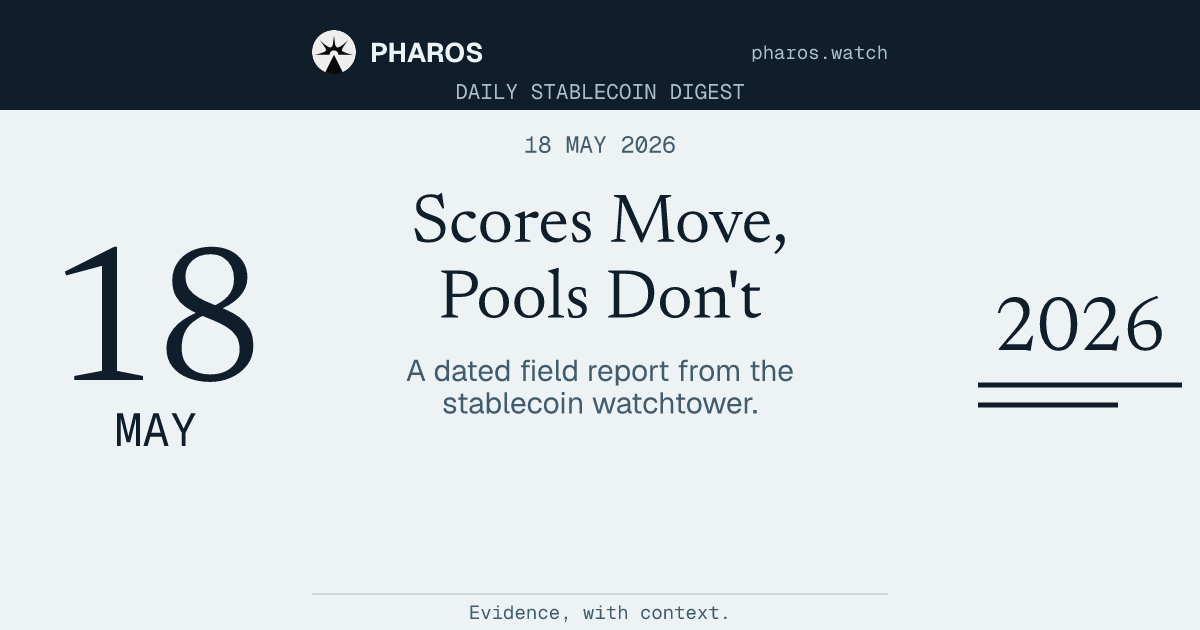 PHAROS
pharos.watch
DAILY STABLECOIN DIGEST
18 MAY 2026
Scores Move,
Pools Don't
A dated field report from the
stablecoin watchtower.
18
MAY
2026
Evidence, with context.